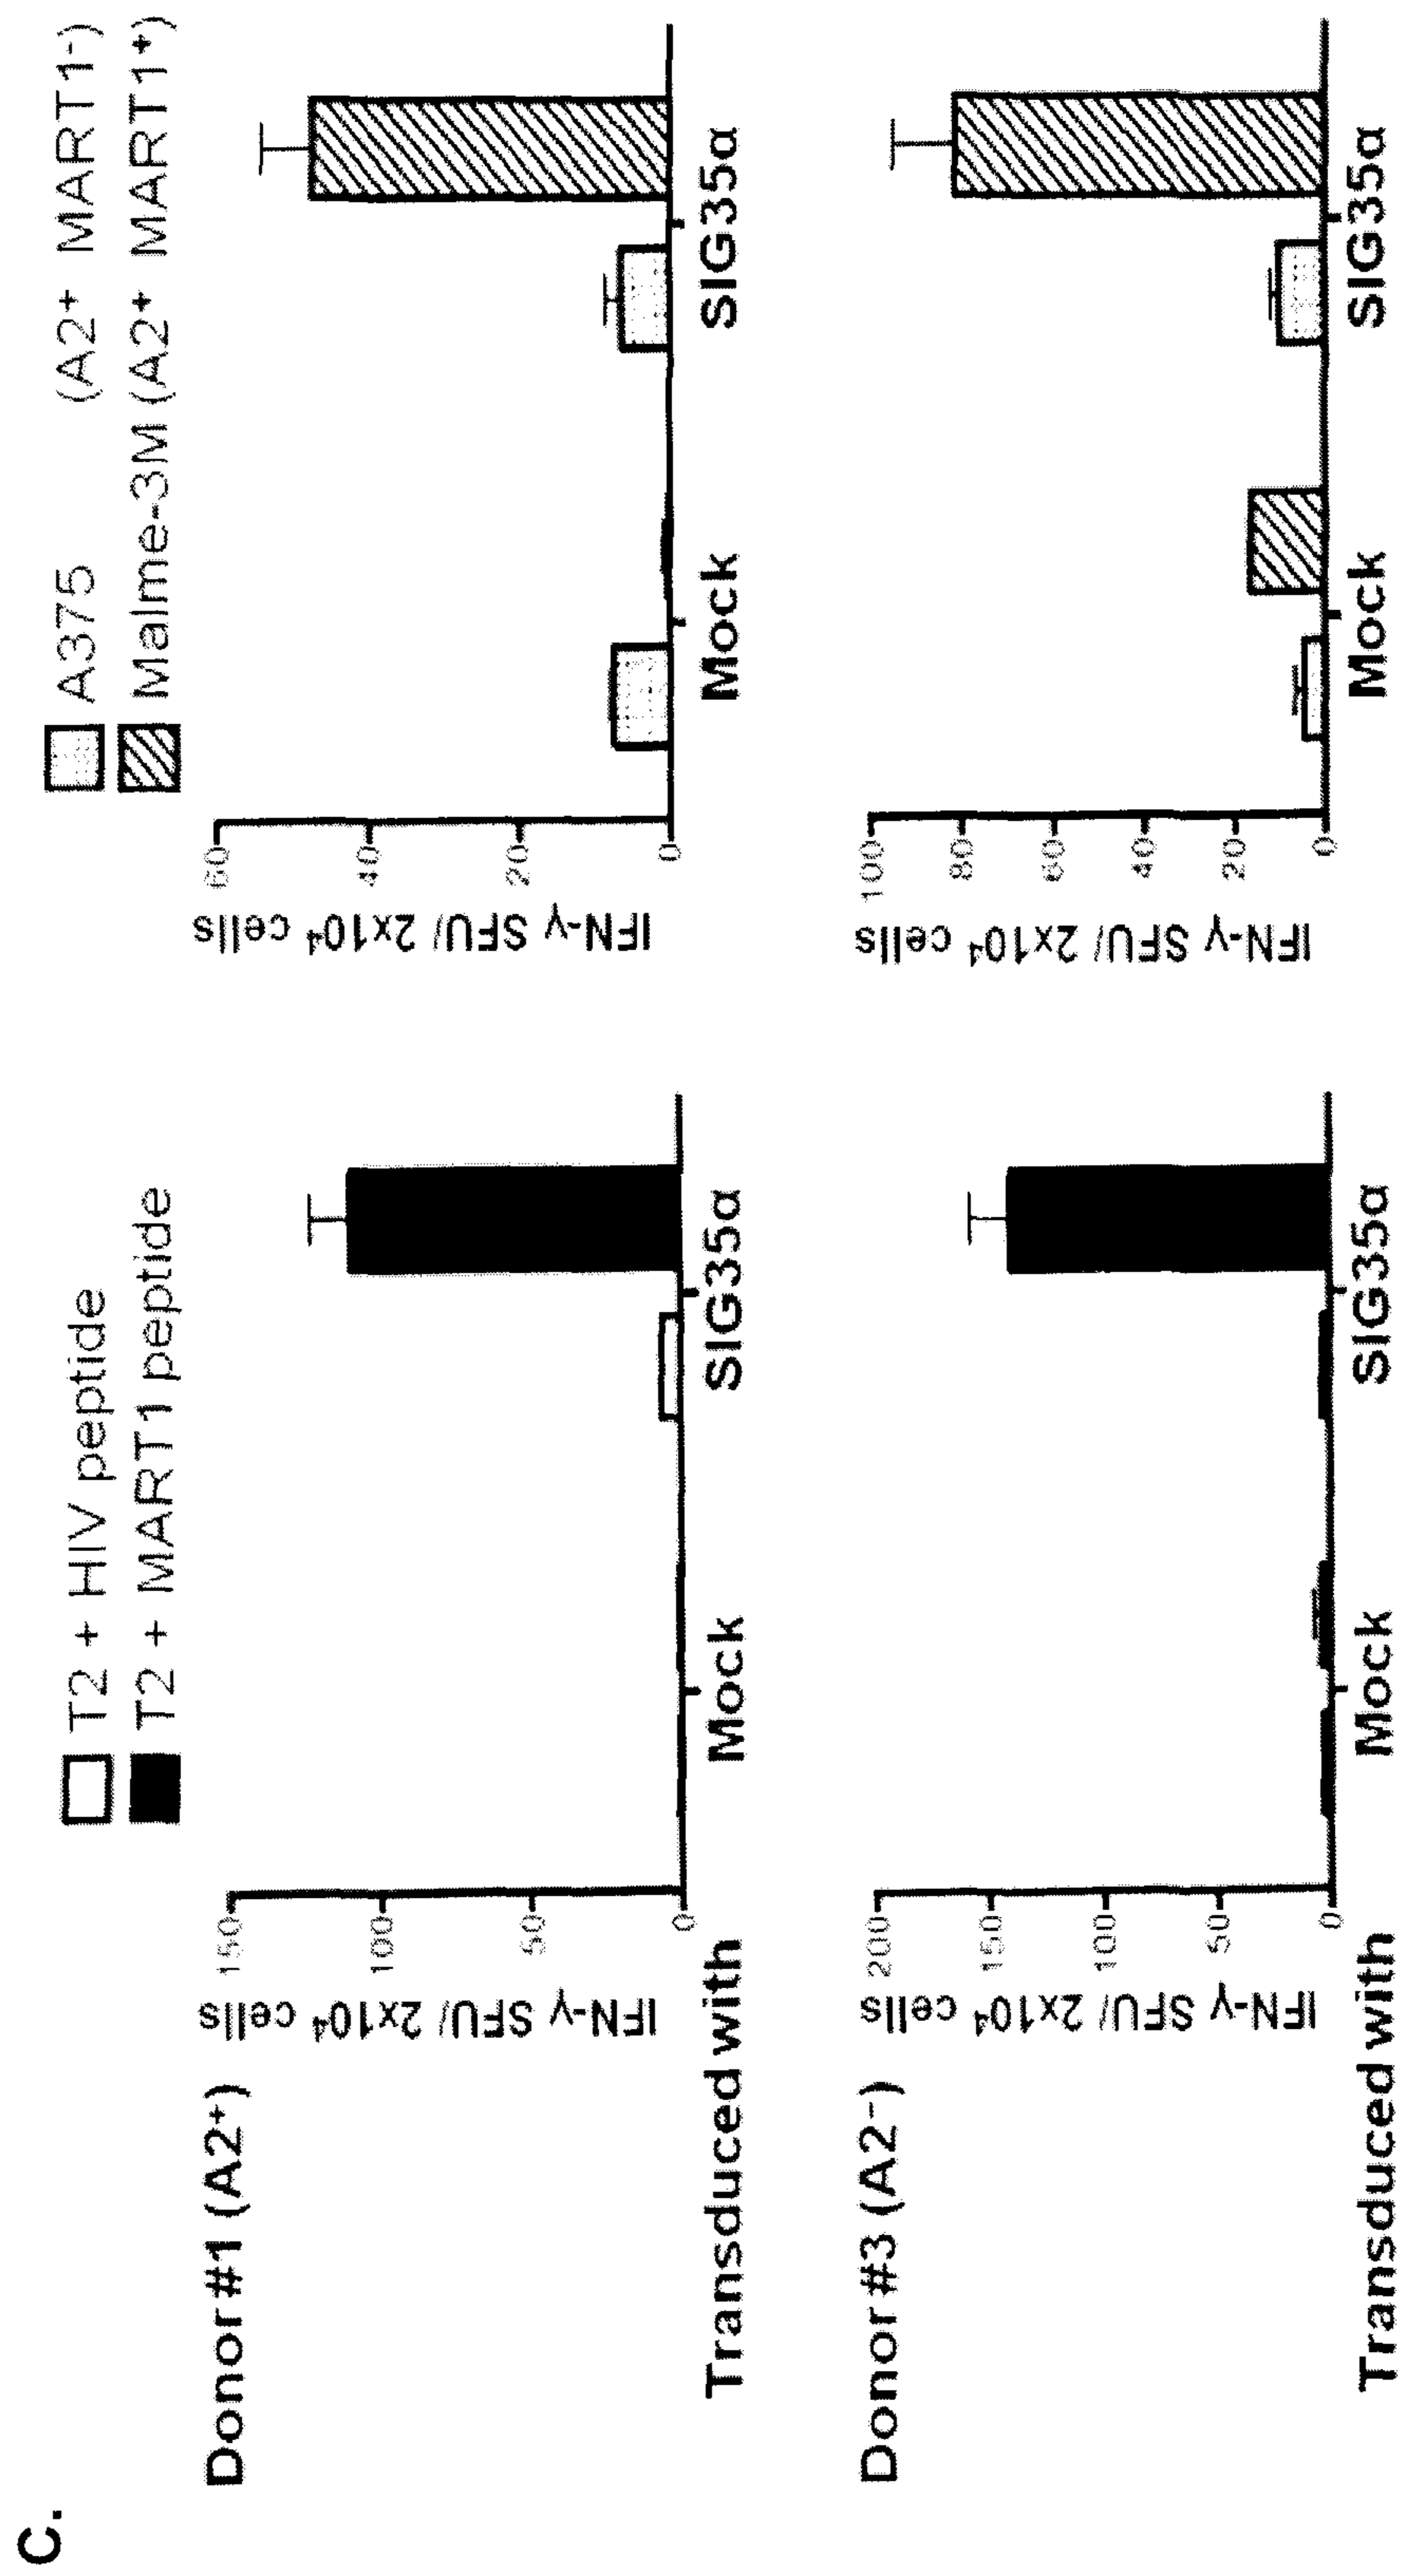 C.
T2 + HIV peptide
T2 + MART1 peptide
A375 (A2+ MART1-)
Malme-3M (A2+ MART1+)
Donor#1 (A2+)
IFN-γ SFU/ 2x10⁴ cells
150
100
50
0
Transduced with
Mock
SIG35α
IFN-γ SFU/ 2x10⁴ cells
60
40
20
0
Mock
SIG35α
Donor#3 (A2−)
IFN-γ SFU/ 2x10⁴ cells
200
150
100
50
0
Transduced with
Mock
SIG35α
IFN-γ SFU/ 2x10⁴ cells
100
80
60
40
20
0
Mock
SIG35α